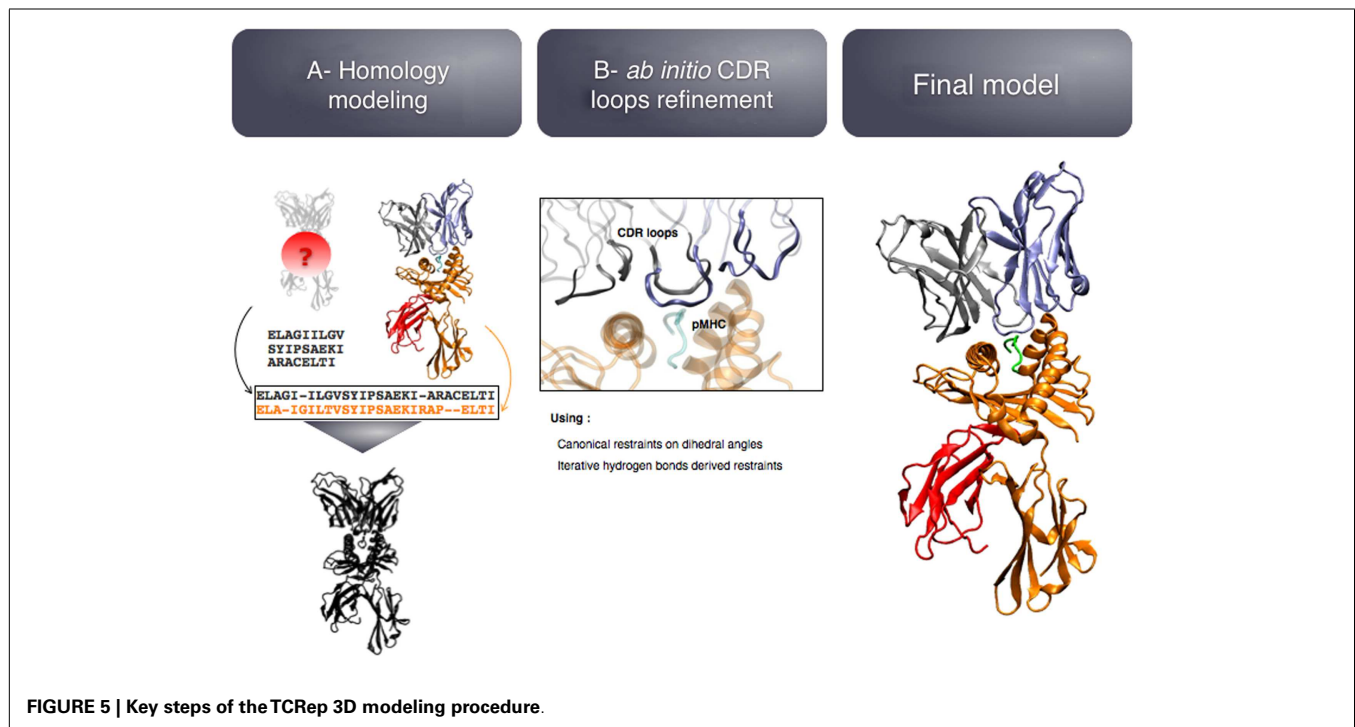 A- Homology
modeling
B- ab initio CDR
loops refinement
Final model
?
ELAGIILGV
SYIPSAEKI
ARACELTI
ELAGI-ILGVSYIPSAEKI-ARACELTI
ELA-IGILTVSYIPSAEKIRAP--ELTI
CDR loops
pMHC
Using :
Canonical restraints on dihedral angles
Iterative hydrogen bonds derived restraints
FIGURE 5 | Key steps of the TCRep 3D modeling procedure.